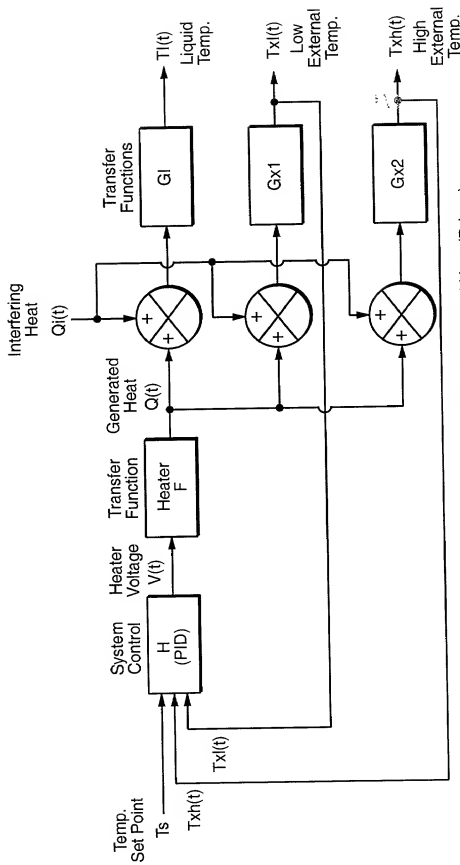 Temp.
Set Point
Ts
Txh(t)
Txl(t)
System
Control
H
(PID)
Heater
Voltage
V(t)
Transfer
Function
Heater
F
Generated
Heat
Q(t)
Interfering
Heat
Qi(t)
+
+
+
+
+
+
Transfer
Functions
Gl
Gx1
Gx2
Tl(t)
Liquid
Temp.
Txl(t)
Low
External
Temp.
Txh(t)
High
External
Temp.